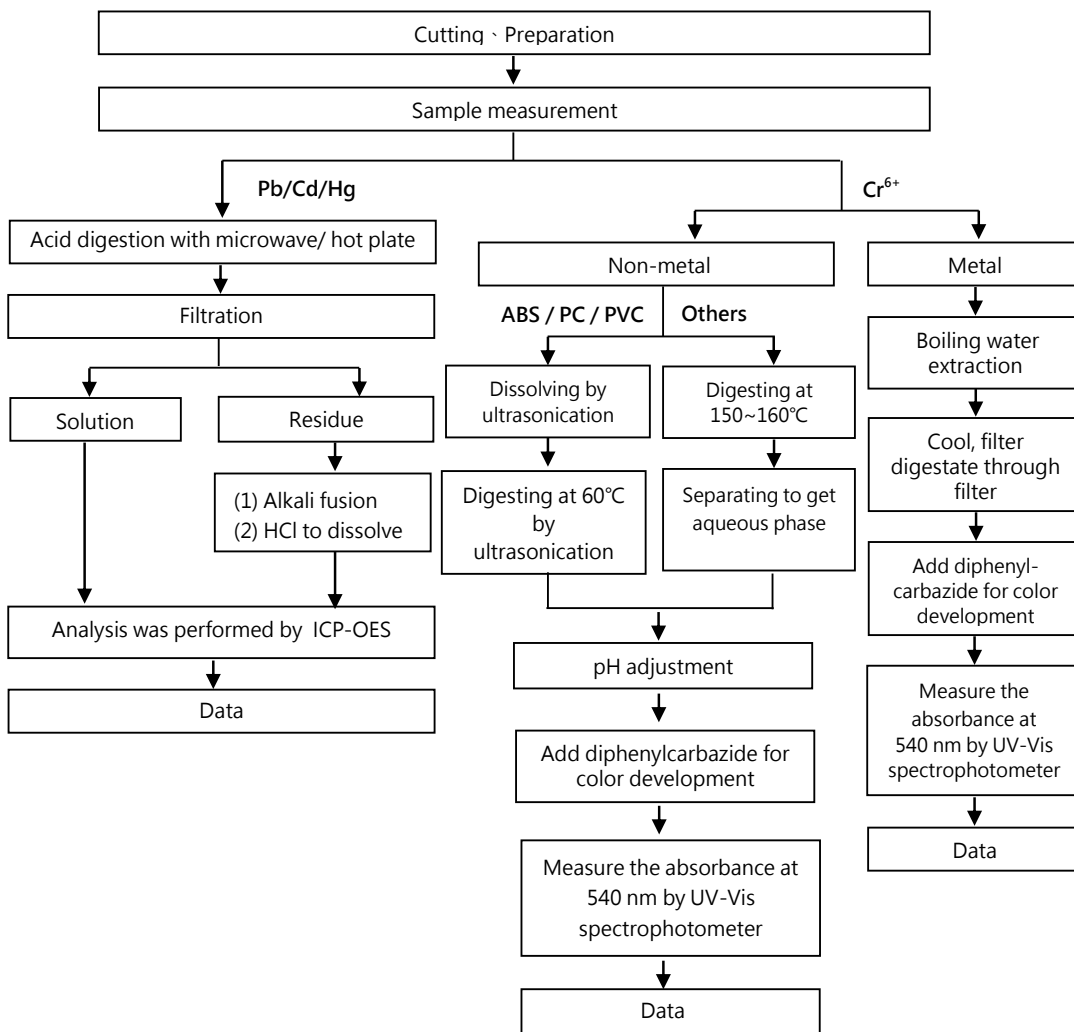 Cutting、Preparation
Sample measurement
Pb/Cd/Hg
Acid digestion with microwave/ hot plate
Filtration
Solution
Residue
(1) Alkali fusion
(2) HCl to dissolve
Analysis was performed by ICP-OES
Data
Cr⁶⁺
Non-metal
ABS / PC / PVC
Others
Dissolving by
ultrasonication
Digesting at 60℃
by
ultrasonication
Digesting at
150~160℃
Separating to get
aqueous phase
pH adjustment
Add diphenylcarbazide for
color development
Measure the absorbance at
540 nm by UV-Vis
spectrophotometer
Data
Metal
Boiling water
extraction
Cool, filter
digestate through
filter
Add diphenyl-
carbazide for color
development
Measure the
absorbance at
540 nm by UV-Vis
spectrophotometer
Data